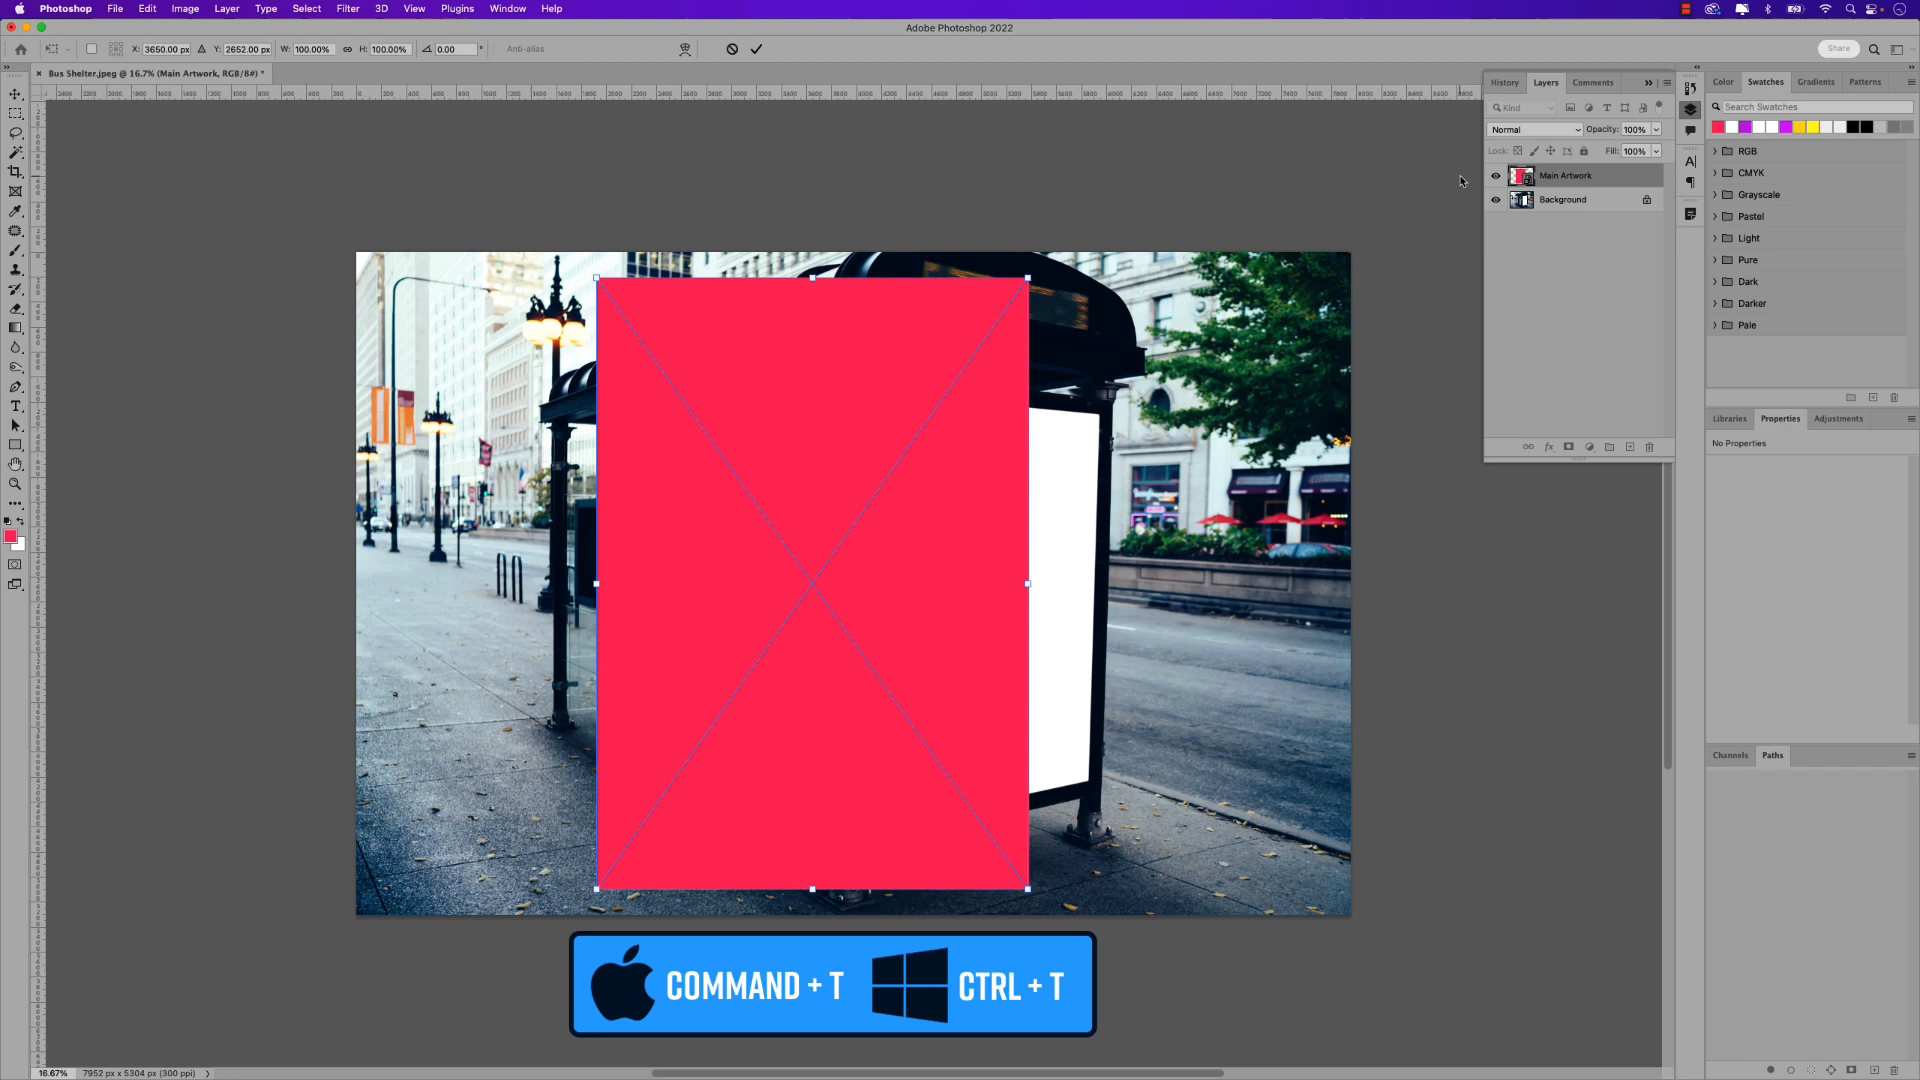 Photoshop File Edit Image Layer Type Select Filter 3D View Plugins Window Help
Adobe Photoshop 2022
X: 3650.00 px Y: 2652.00 px W: 100.00% H: 100.00% 0.00 ° Anti-alias Share
× Bus Shelter.jpeg @ 16.7% (Main Artwork, RGB/8#) *
History Layers Comments
Kind
Normal Opacity: 100%
Lock: Fill: 100%
Main Artwork
Background
Color Swatches Gradients Patterns
Search Swatches
RGB
CMYK
Grayscale
Pastel
Light
Pure
Dark
Darker
Pale
Libraries Properties Adjustments
No Properties
Channels Paths
COMMAND + T CTRL + T
16.67% 7952 px x 5304 px (300 ppi)